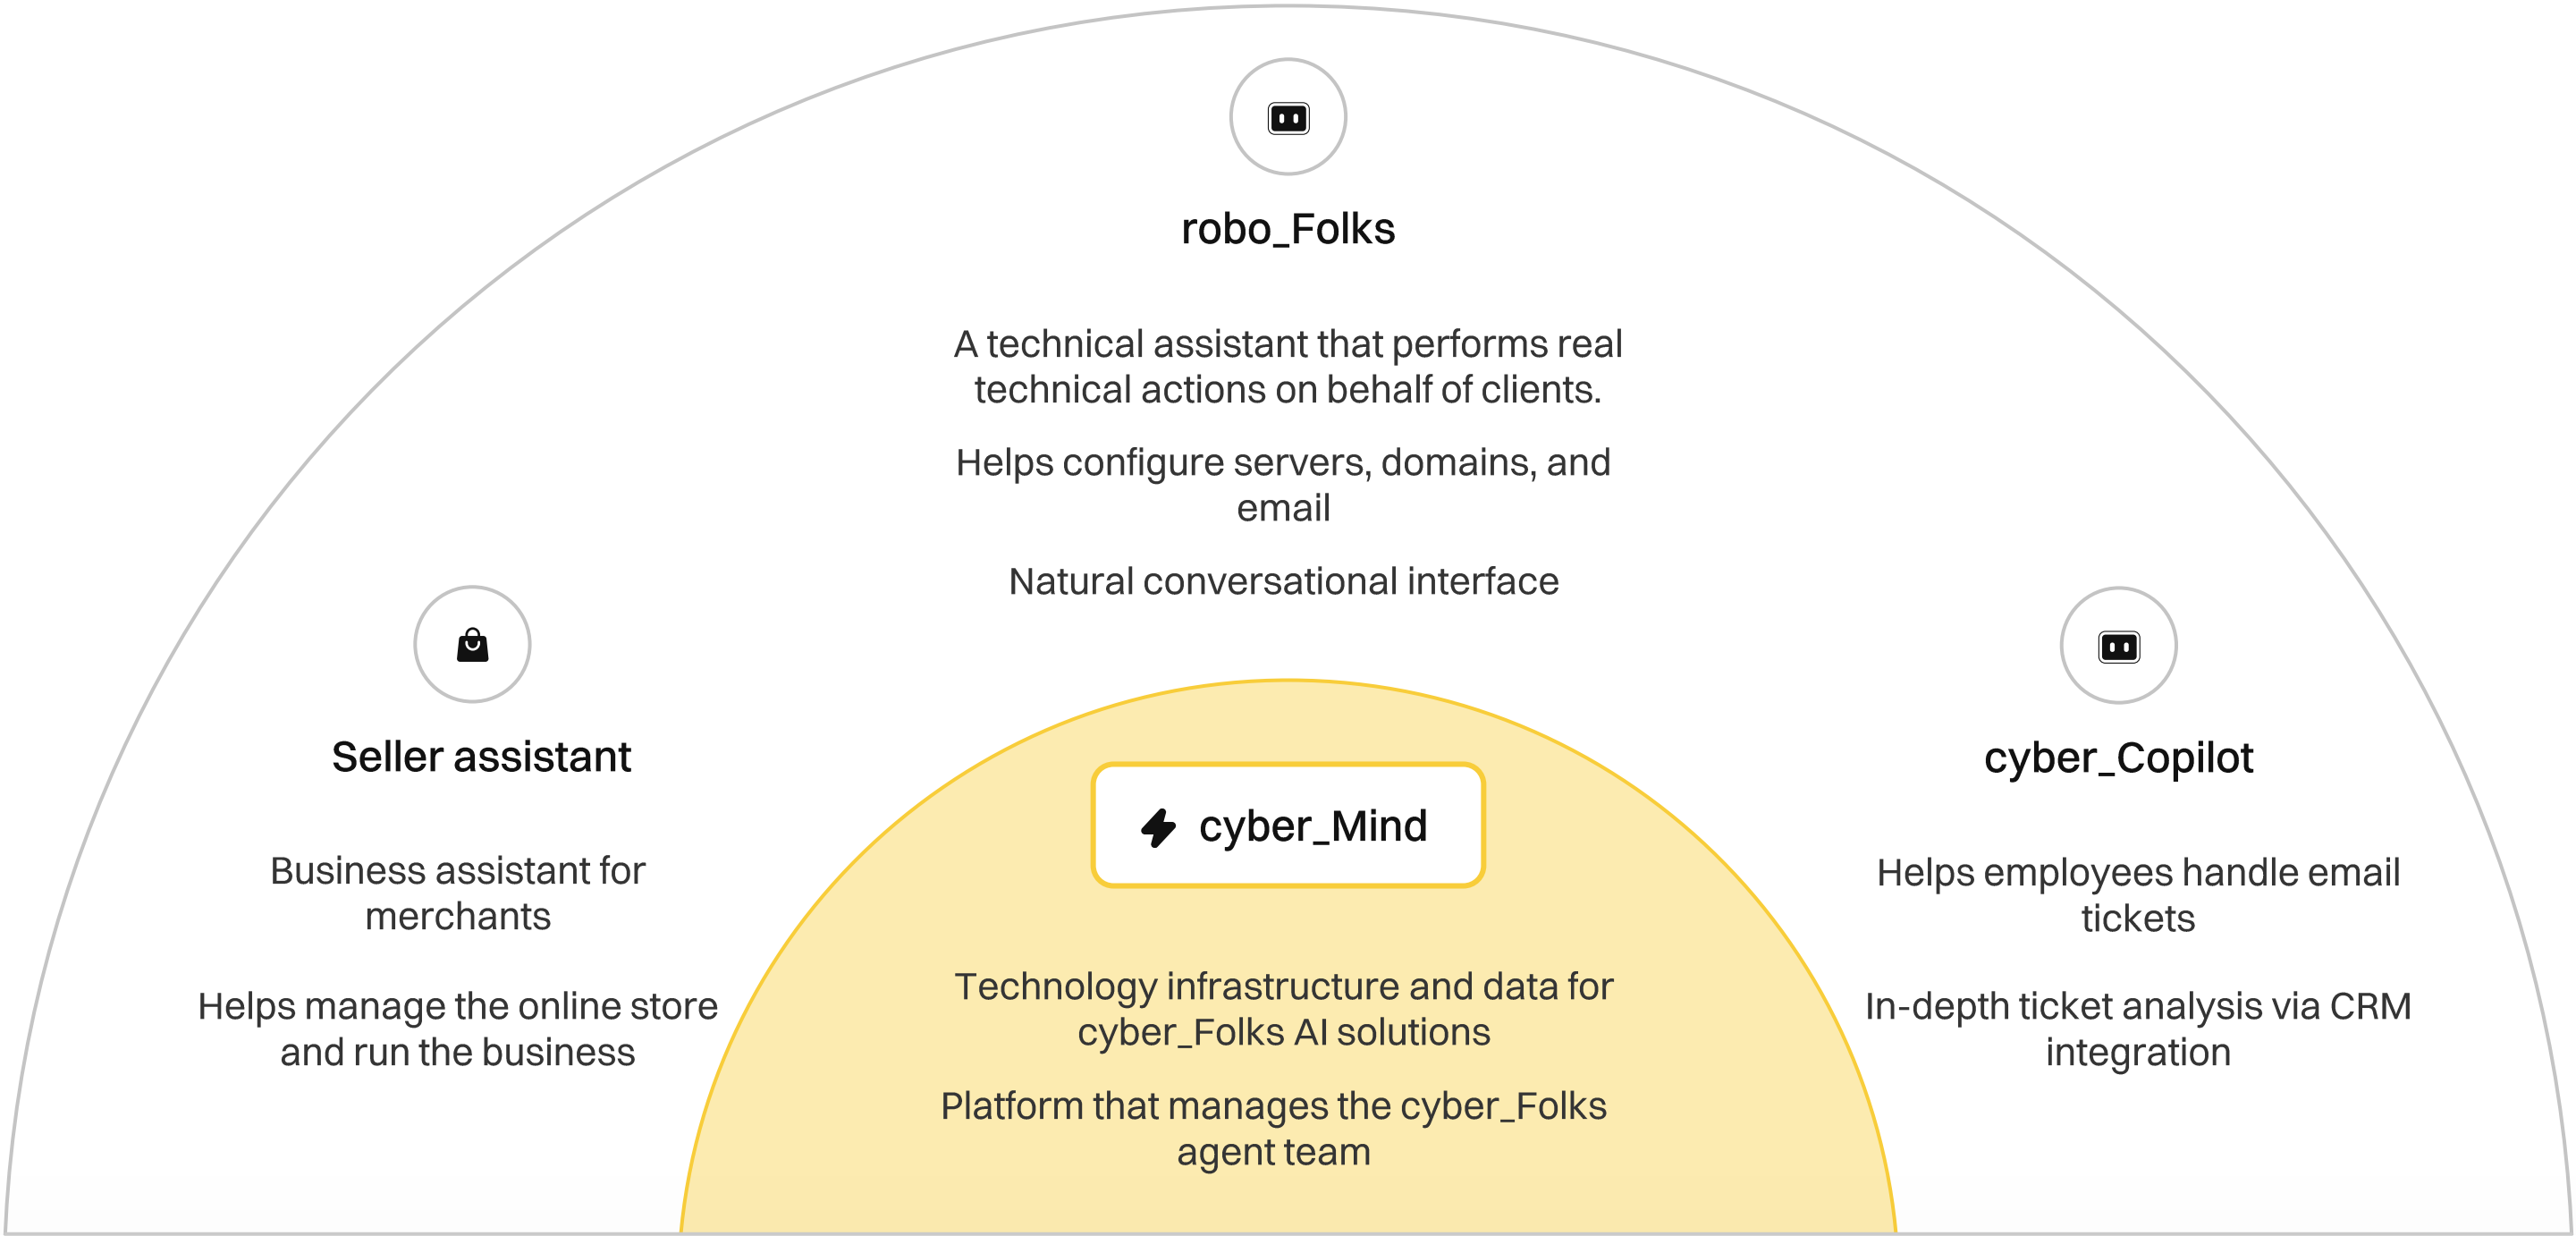 robo_Folks
A technical assistant that performs real
technical actions on behalf of clients.
Helps configure servers, domains, and
email
Natural conversational interface
Seller assistant
Business assistant for
merchants
Helps manage the online store
and run the business
cyber_Mind
Technology infrastructure and data for
cyber_Folks AI solutions
Platform that manages the cyber_Folks
agent team
cyber_Copilot
Helps employees handle email
tickets
In-depth ticket analysis via CRM
integration